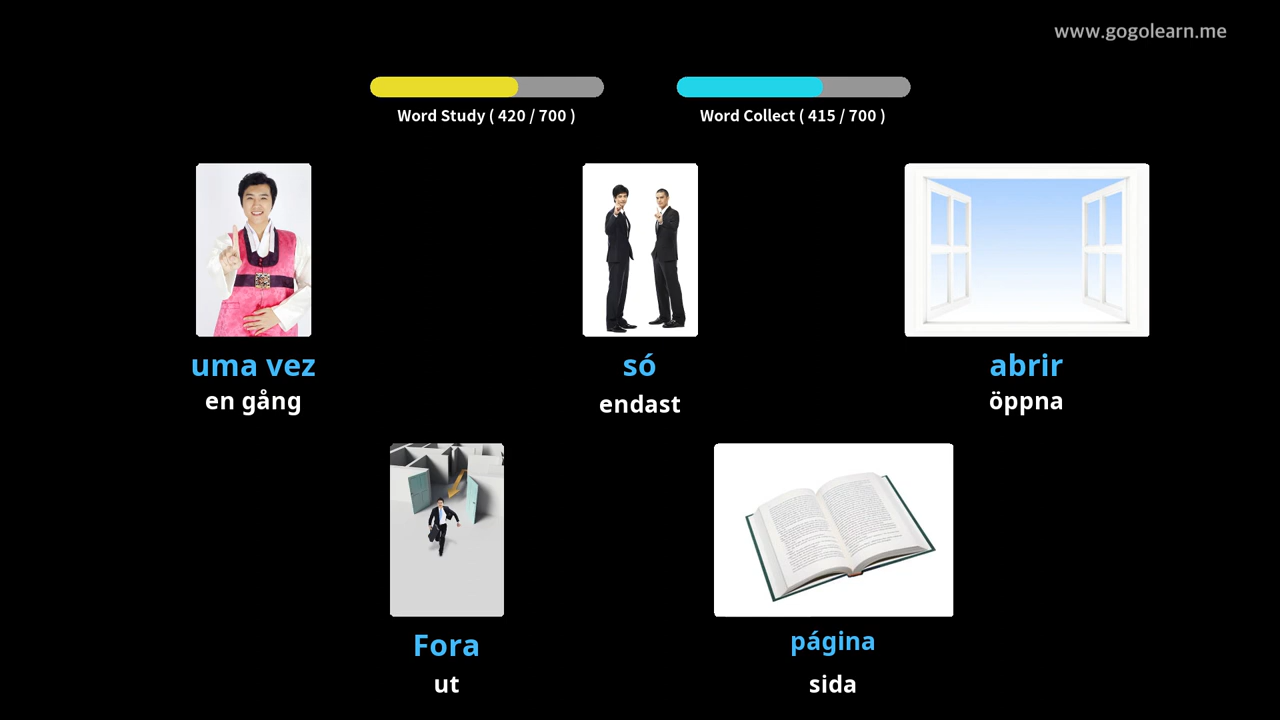 www.gogolearn.me
Word Study ( 420 / 700 )
Word Collect ( 415 / 700 )
uma vez
en gång
só
endast
abrir
öppna
Fora
ut
página
sida